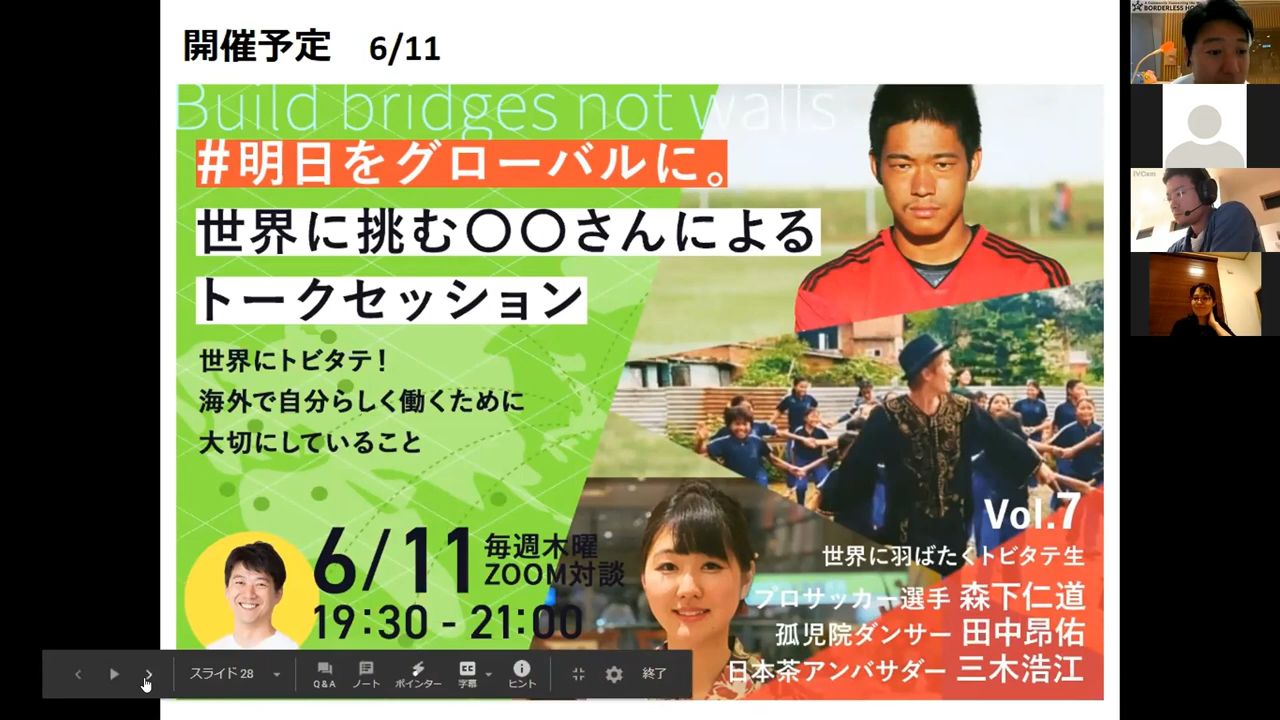 開催予定 6/11
Build bridges not walls
#明日をグローバルに。
世界に挑む〇〇さんによる
トークセッション
世界にトビタテ！
海外で自分らしく働くために
大切にしていること
6/11 毎週木曜
ZOOM対談
19:30 - 21:00
Vol.7
世界に羽ばたくトビタテ生
プロサッカー選手 森下仁道
孤児院ダンサー 田中昂佑
日本茶アンバサダー 三木浩江
スライド 28
Q&A
ノート
ポインター
字幕
ヒント
終了
iVCam